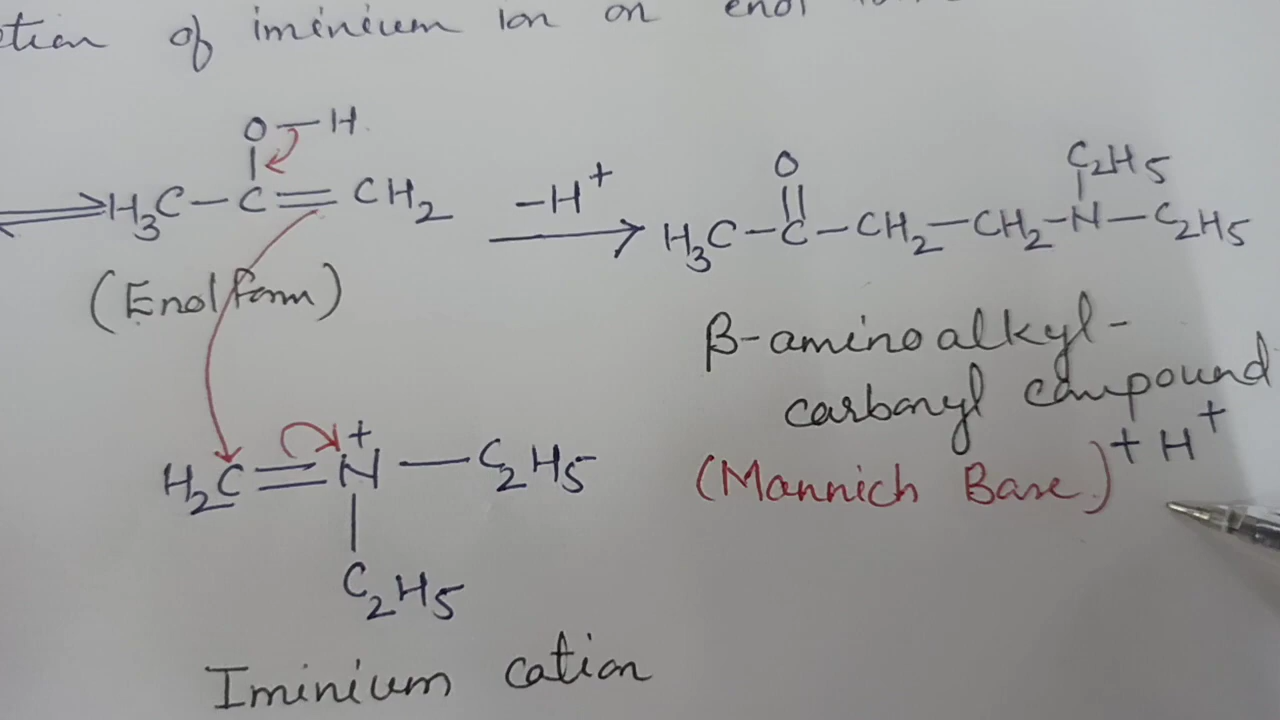 of iminium ion on enol
O—H
H₃C—C=CH₂
-H⁺
(Enol form)
H₂C=N⁺—C₂H₅
C₂H₅
Iminium cation
O
C₂H₅
H₃C—C—CH₂—CH₂—N—C₂H₅
β-aminoalkyl-
carbonyl compound
(Mannich Base) + H⁺